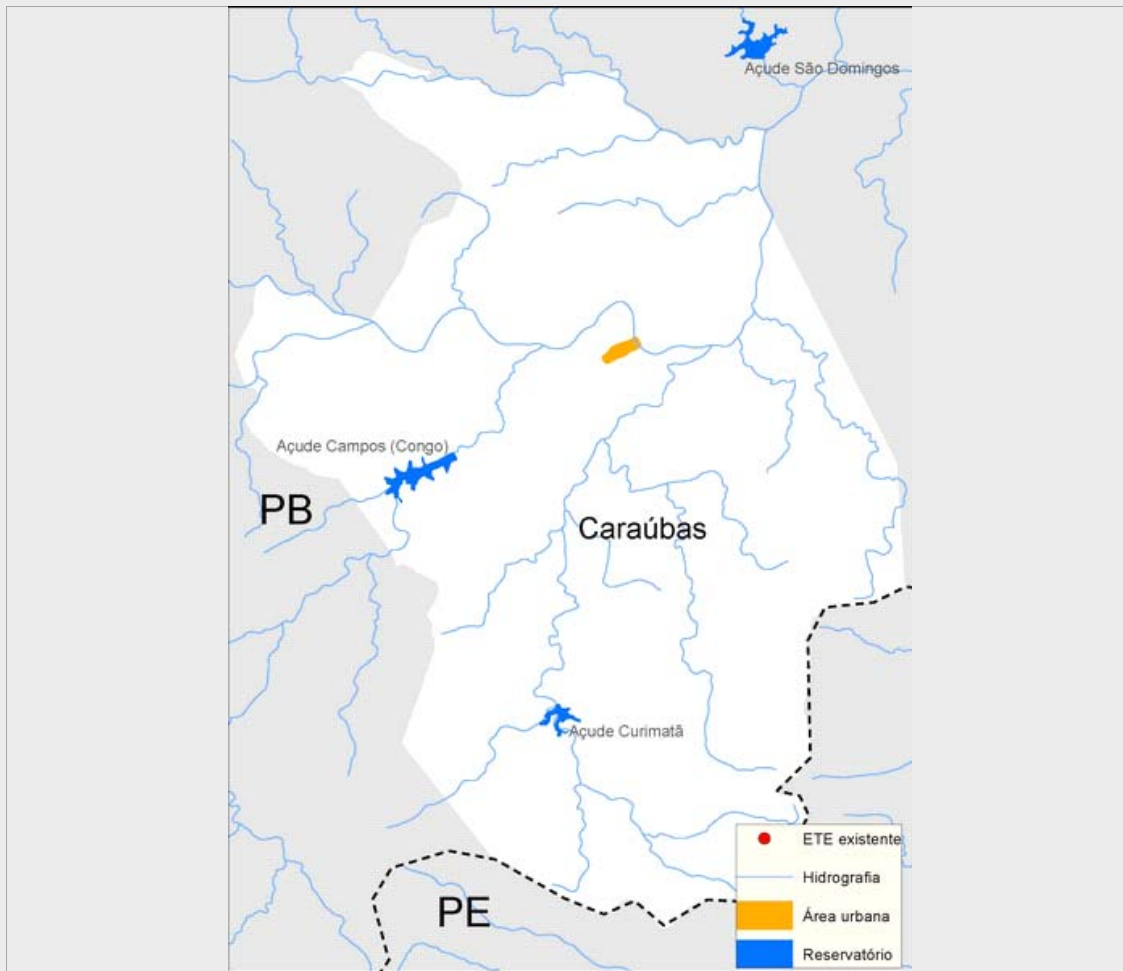 Açude São Domingos
Açude Campos (Congo)
PB
Caraúbas
Açude Curimatã
PE
ETE existente
Hidrografia
Área urbana
Reservatório